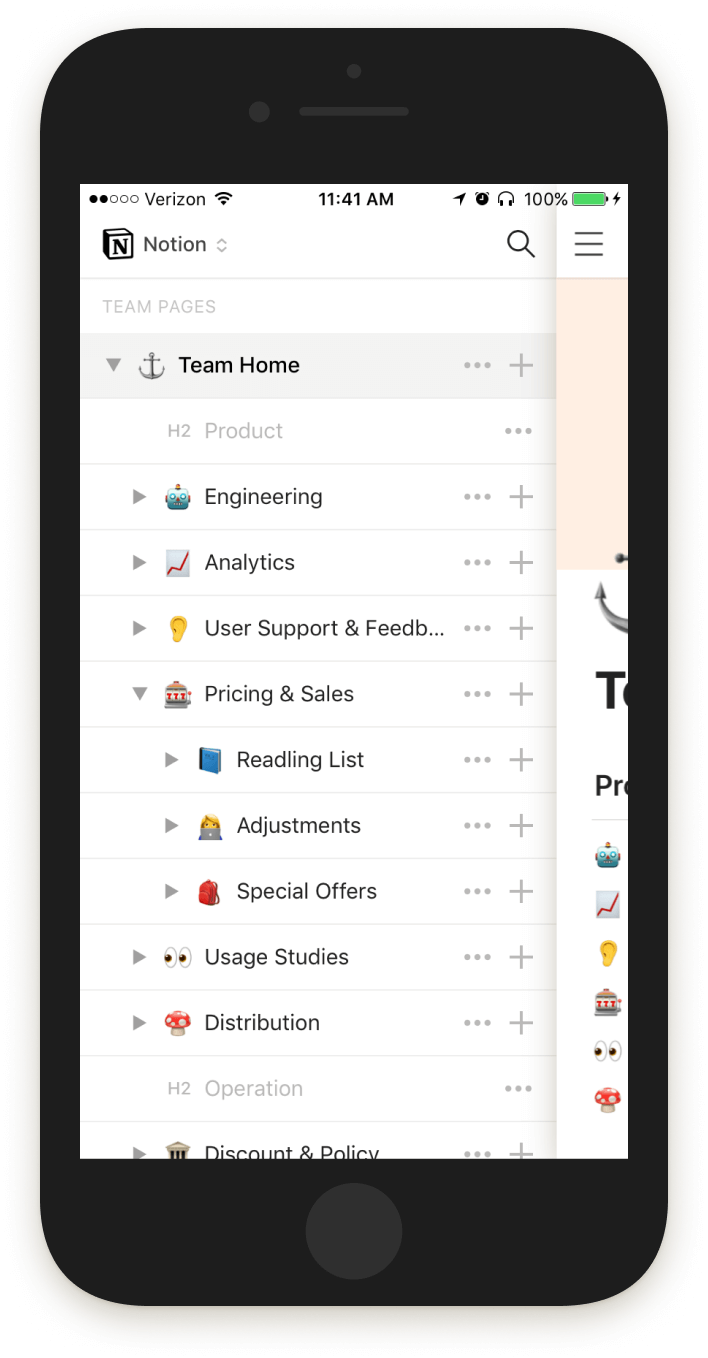 Verizon 11:41 AM 100%
N Notion
TEAM PAGES
Team Home
H2 Product
Engineering
Analytics
User Support & Feedb...
Pricing & Sales
Readling List
Adjustments
Special Offers
Usage Studies
Distribution
H2 Operation
Discount & Policy
Pro